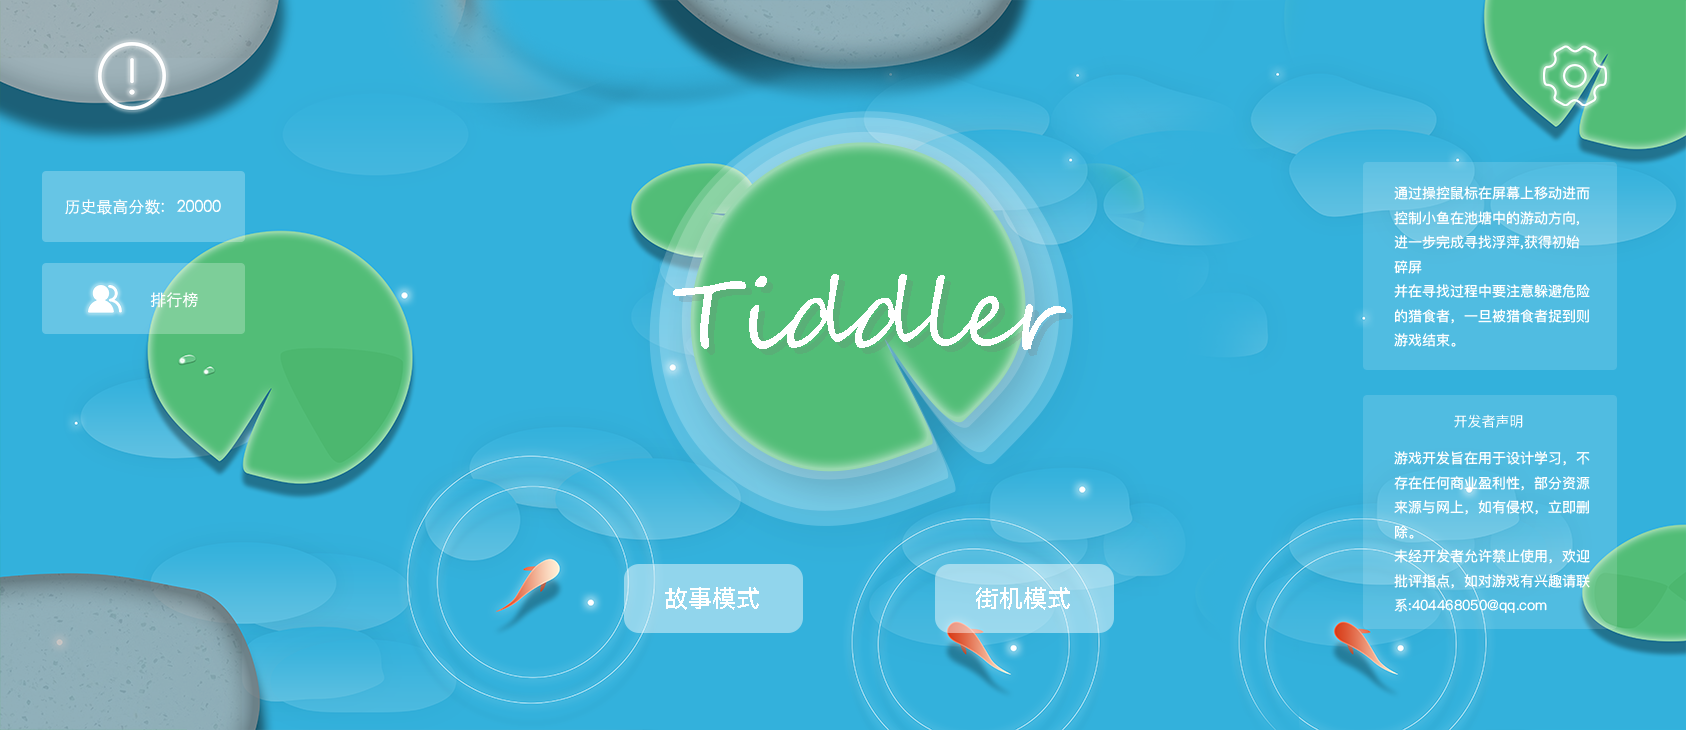 历史最高分数：20000
排行榜
Tiddler
故事模式
街机模式
通过操控鼠标在屏幕上移动进而
控制小鱼在池塘中的游动方向,
进一步完成寻找浮萍,获得初始
碎屏
并在寻找过程中要注意躲避危险
的猎食者，一旦被猎食者捉到则
游戏结束。
开发者声明
游戏开发旨在用于设计学习，不
存在任何商业盈利性，部分资源
来源与网上，如有侵权，立即删
除。
未经开发者允许禁止使用，欢迎
批评指点，如对游戏有兴趣请联
系:404468050@qq.com